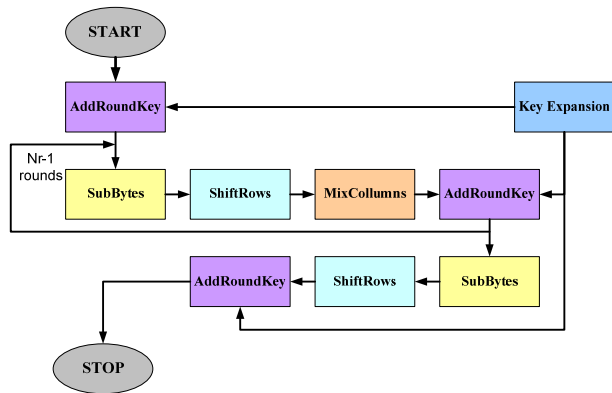 START
AddRoundKey
Key Expansion
Nr-1
rounds
SubBytes
ShiftRows
MixCollumns
AddRoundKey
AddRoundKey
ShiftRows
SubBytes
STOP